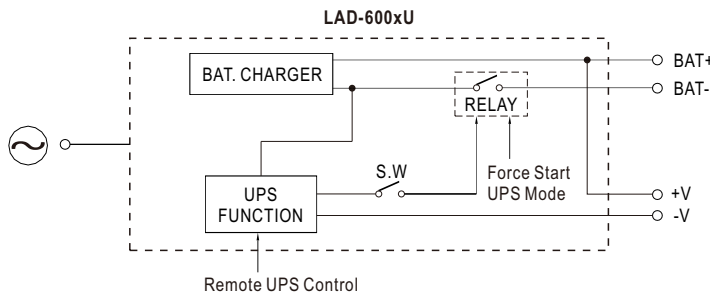 LAD-600xU
BAT. CHARGER
BAT+
BAT-
RELAY
S.W
Force Start
UPS Mode
UPS
FUNCTION
+V
-V
Remote UPS Control